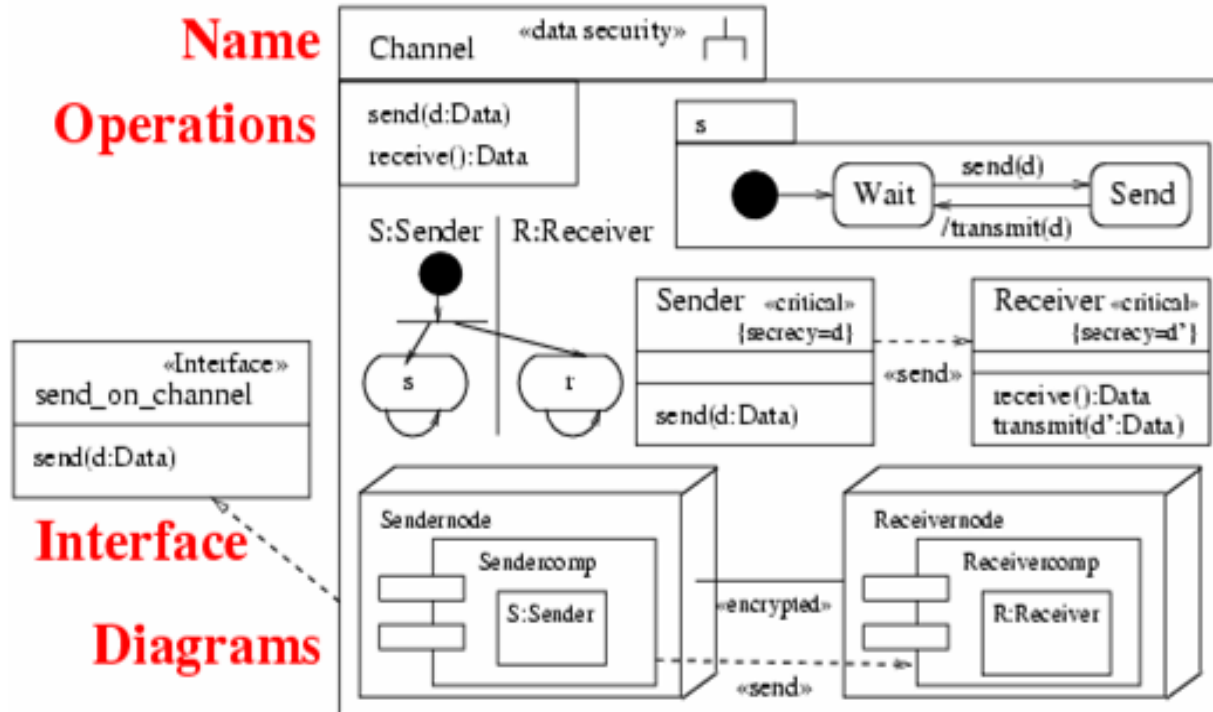 Name
Channel «data security»
Operations
send(d:Data)
receive():Data
s
Wait
send(d)
Send
/transmit(d)
S:Sender
R:Receiver
s
r
Sender «critical»
{secrecy=d}
send(d:Data)
«send»
Receiver «critical»
{secrecy=d'}
receive():Data
transmit(d':Data)
«Interface»
send_on_channel
send(d:Data)
Interface
Diagrams
Sendernode
Sendercomp
S:Sender
«encrypted»
«send»
Receivernode
Receivercomp
R:Receiver